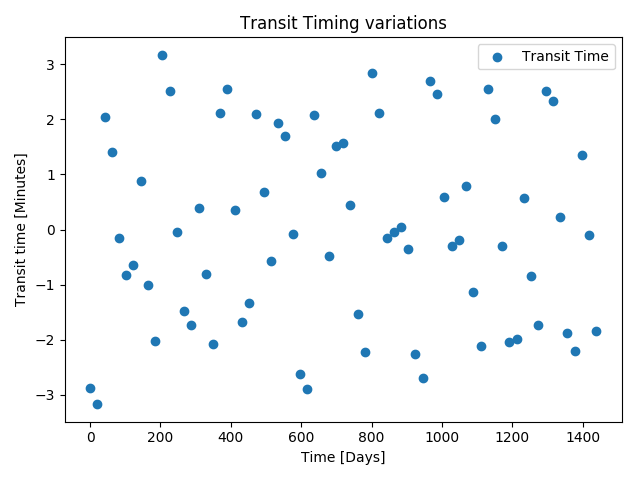 Transit Timing variations
Transit Time
Transit time [Minutes]
3
2
1
0
−1
−2
−3
0 200 400 600 800 1000 1200 1400
Time [Days]